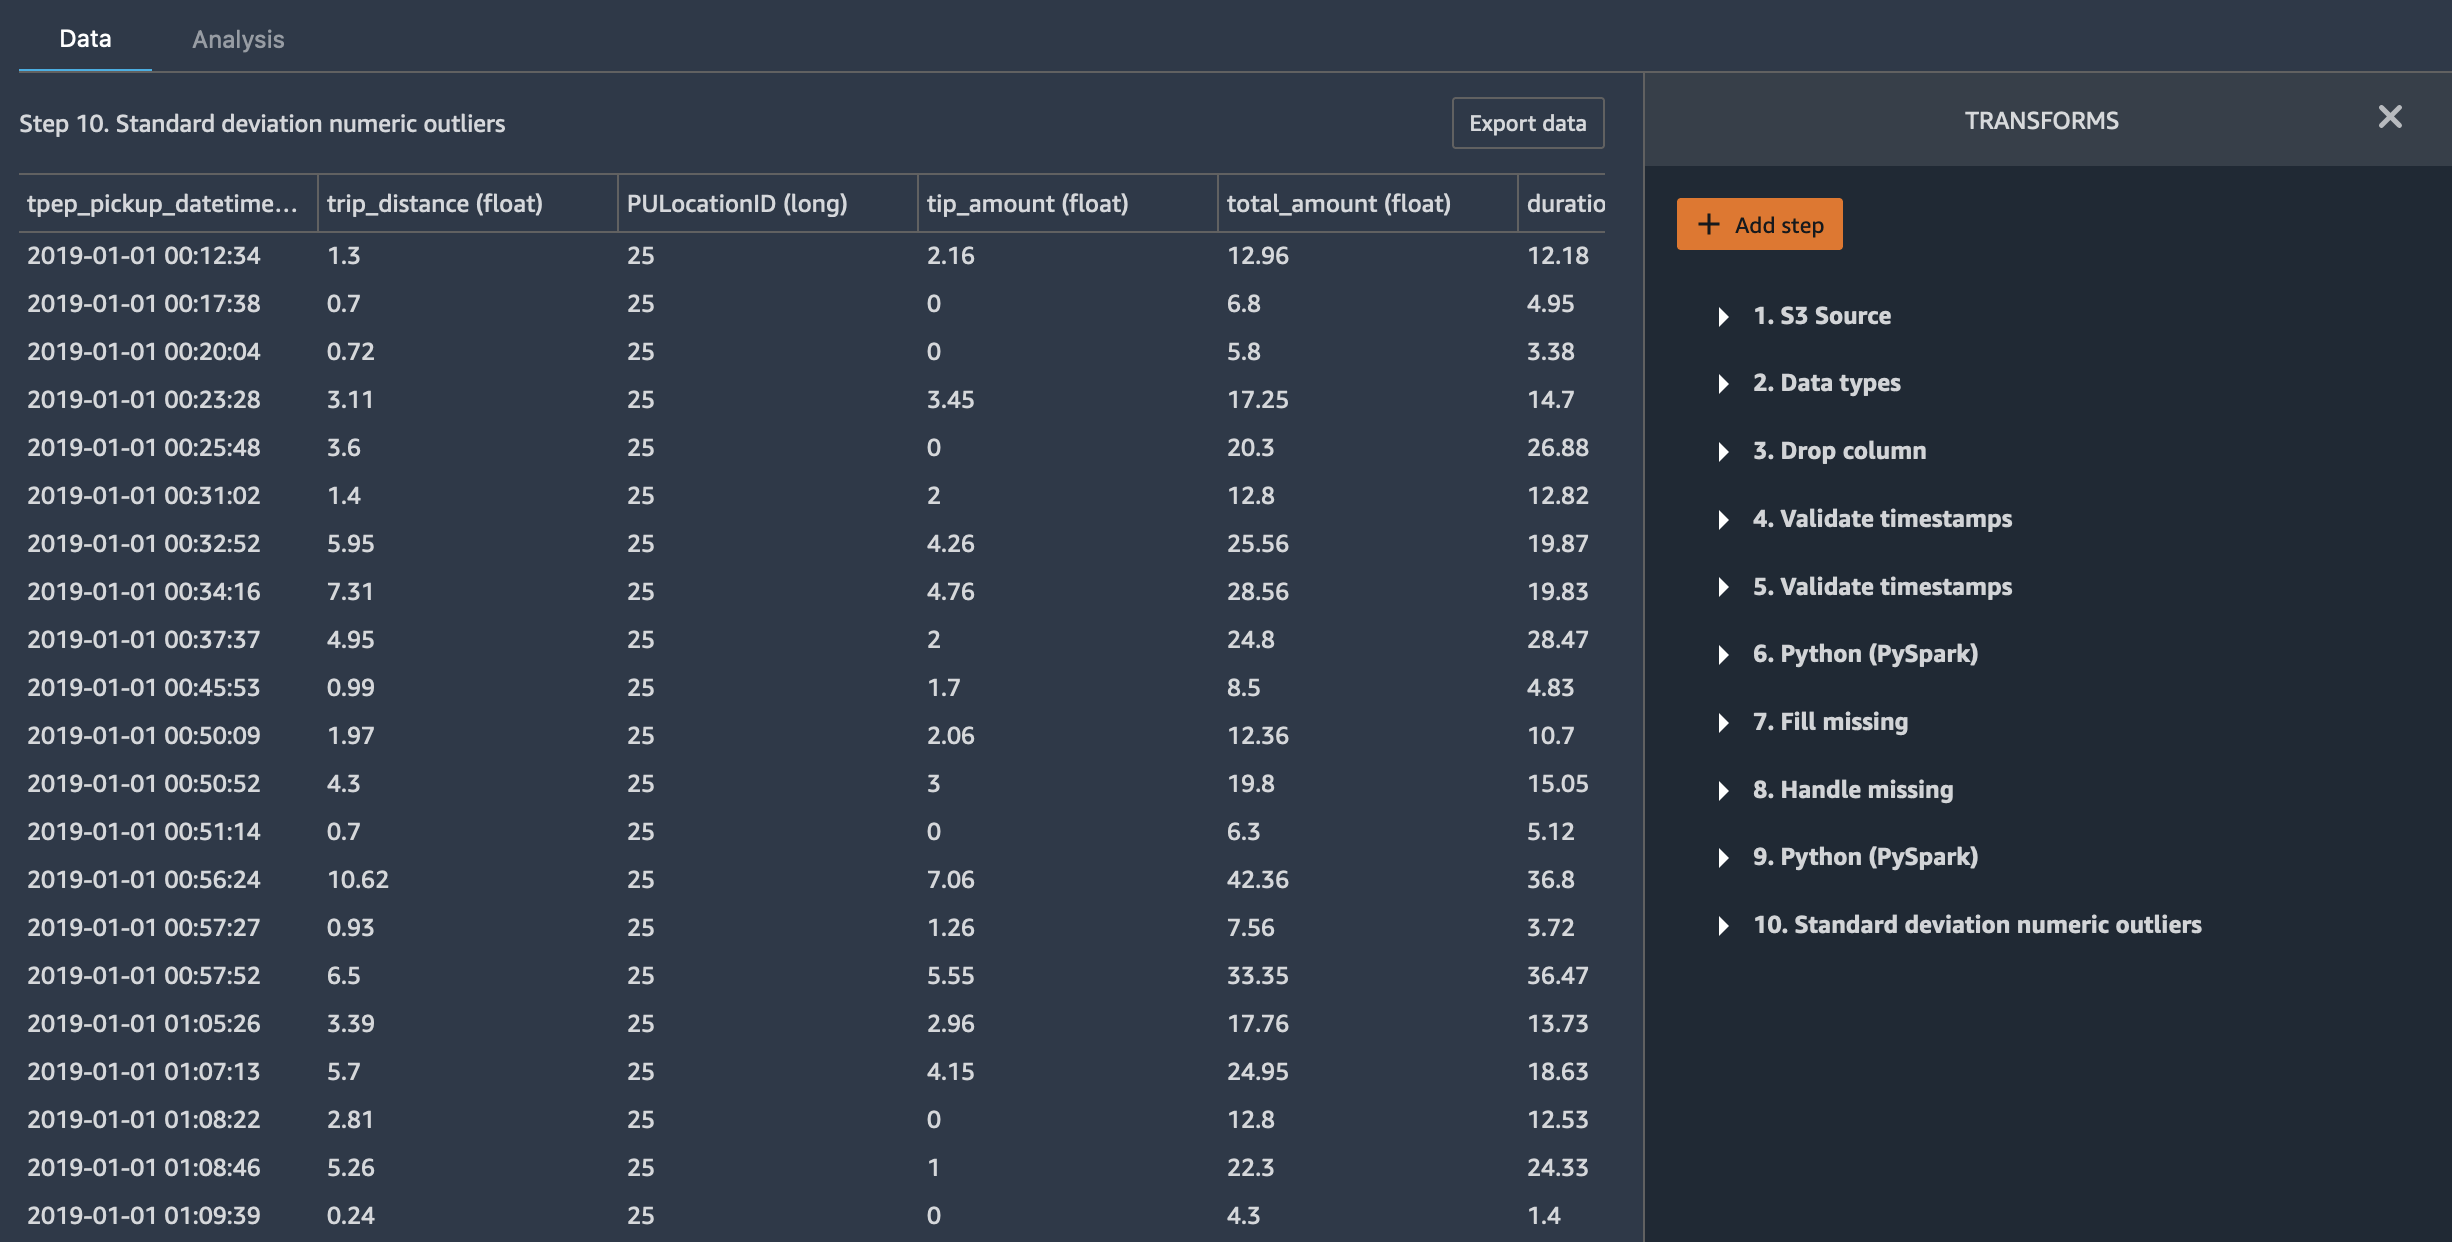 Data Analysis
Step 10. Standard deviation numeric outliers Export data
tpep_pickup_datetime... trip_distance (float) PULocationID (long) tip_amount (float) total_amount (float) duratio
2019-01-01 00:12:34 1.3 25 2.16 12.96 12.18
2019-01-01 00:17:38 0.7 25 0 6.8 4.95
2019-01-01 00:20:04 0.72 25 0 5.8 3.38
2019-01-01 00:23:28 3.11 25 3.45 17.25 14.7
2019-01-01 00:25:48 3.6 25 0 20.3 26.88
2019-01-01 00:31:02 1.4 25 2 12.8 12.82
2019-01-01 00:32:52 5.95 25 4.26 25.56 19.87
2019-01-01 00:34:16 7.31 25 4.76 28.56 19.83
2019-01-01 00:37:37 4.95 25 2 24.8 28.47
2019-01-01 00:45:53 0.99 25 1.7 8.5 4.83
2019-01-01 00:50:09 1.97 25 2.06 12.36 10.7
2019-01-01 00:50:52 4.3 25 3 19.8 15.05
2019-01-01 00:51:14 0.7 25 0 6.3 5.12
2019-01-01 00:56:24 10.62 25 7.06 42.36 36.8
2019-01-01 00:57:27 0.93 25 1.26 7.56 3.72
2019-01-01 00:57:52 6.5 25 5.55 33.35 36.47
2019-01-01 01:05:26 3.39 25 2.96 17.76 13.73
2019-01-01 01:07:13 5.7 25 4.15 24.95 18.63
2019-01-01 01:08:22 2.81 25 0 12.8 12.53
2019-01-01 01:08:46 5.26 25 1 22.3 24.33
2019-01-01 01:09:39 0.24 25 0 4.3 1.4
TRANSFORMS
Add step
1. S3 Source
2. Data types
3. Drop column
4. Validate timestamps
5. Validate timestamps
6. Python (PySpark)
7. Fill missing
8. Handle missing
9. Python (PySpark)
10. Standard deviation numeric outliers